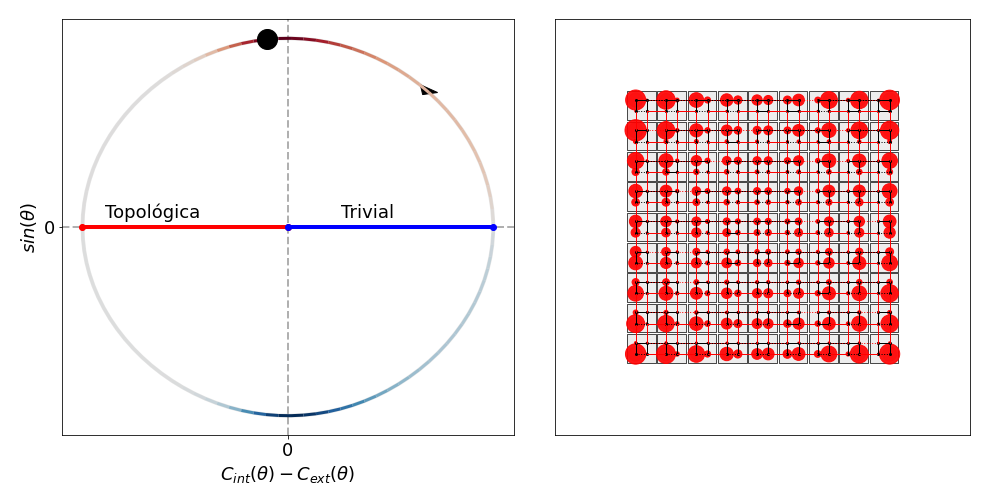 Topológica
Trivial
sin(θ)
0
0
C_int(θ) − C_ext(θ)